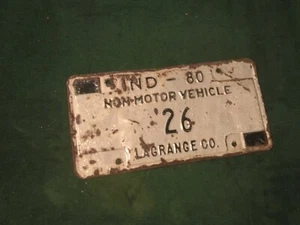 IND - 80
NON-MOTOR VEHICLE
26
LAGRANGE CO.